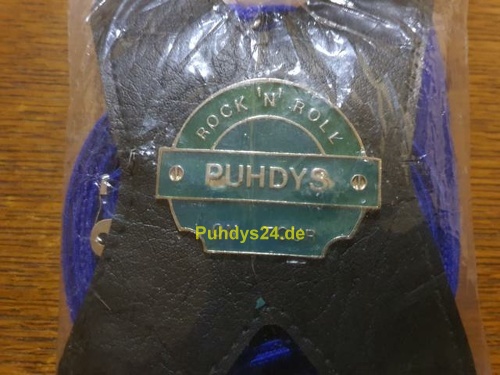 ROCK 'N' ROLL
PUHDYS
Puhdys24.de